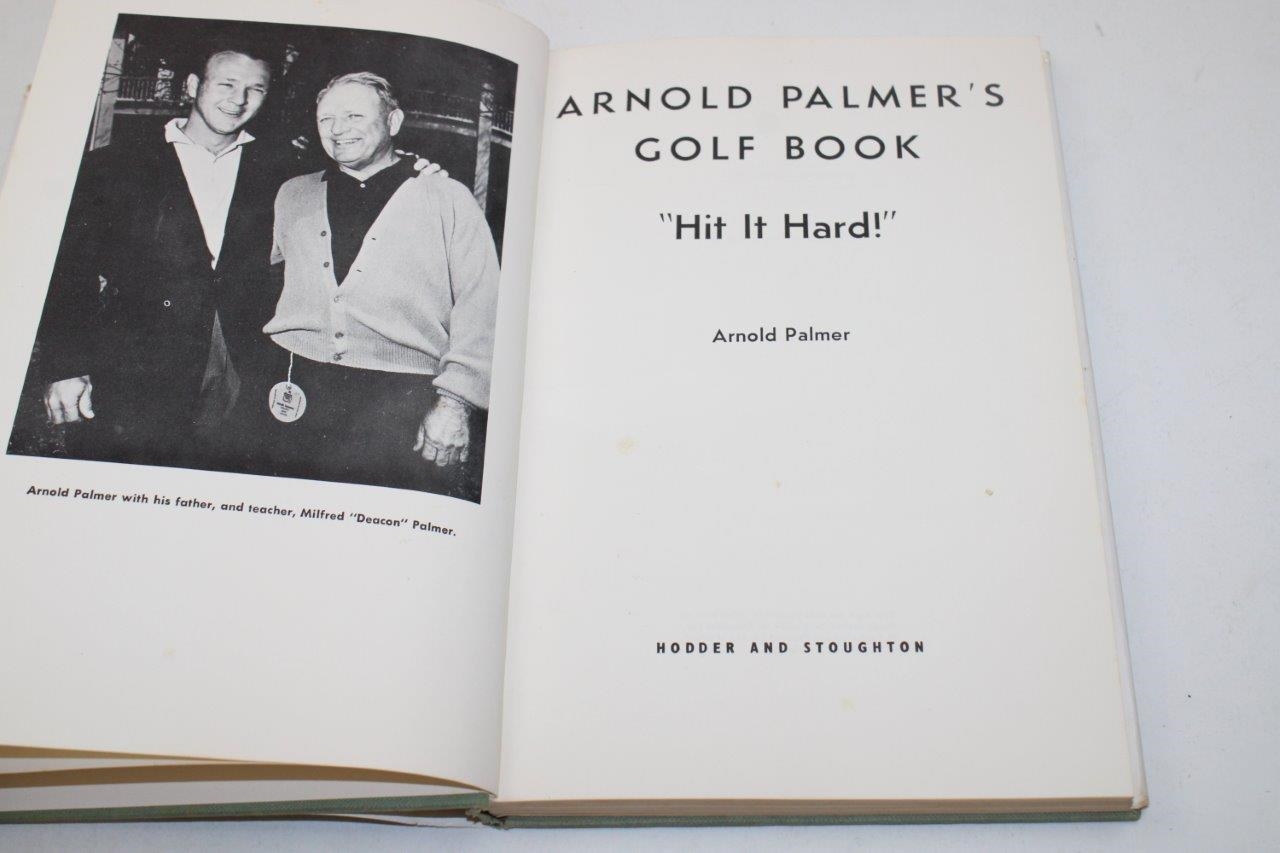 Arnold Palmer with his father, and teacher, Milfred "Deacon" Palmer.
ARNOLD PALMER'S
GOLF BOOK
"Hit It Hard!"
Arnold Palmer
HODDER AND STOUGHTON